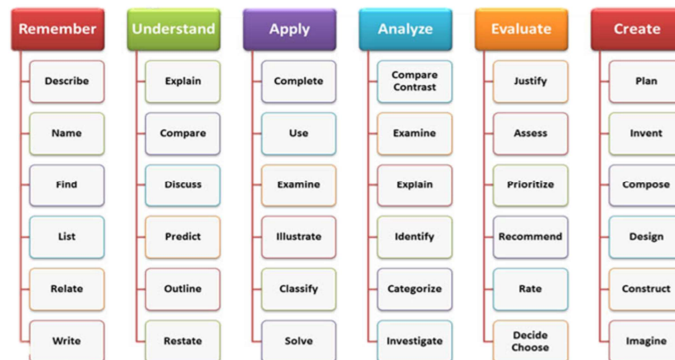 Remember Understand Apply Analyze Evaluate Create
Describe Explain Complete Compare Contrast Justify Plan
Name Compare Use Examine Assess Invent
Find Discuss Examine Explain Prioritize Compose
List Predict Illustrate Identify Recommend Design
Relate Outline Classify Categorize Rate Construct
Write Restate Solve Investigate Decide Choose Imagine